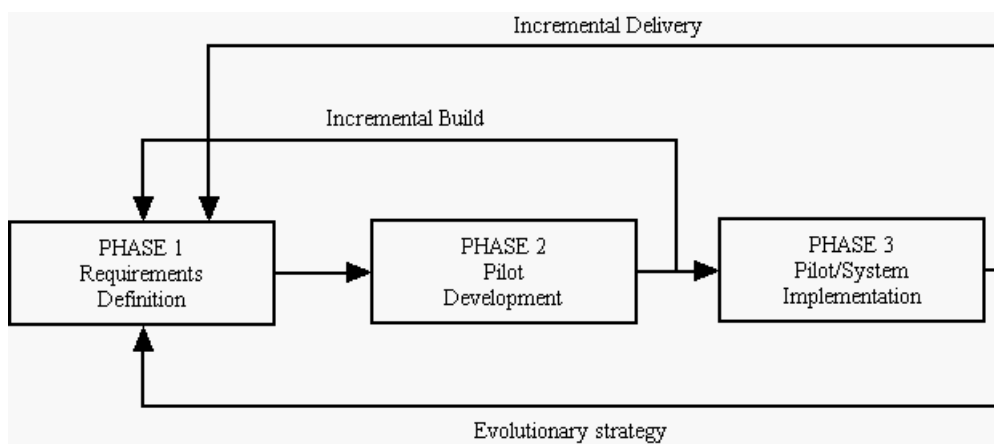 Incremental Delivery
Incremental Build
PHASE 1
Requirements
Definition
PHASE 2
Pilot
Development
PHASE 3
Pilot/System
Implementation
Evolutionary strategy